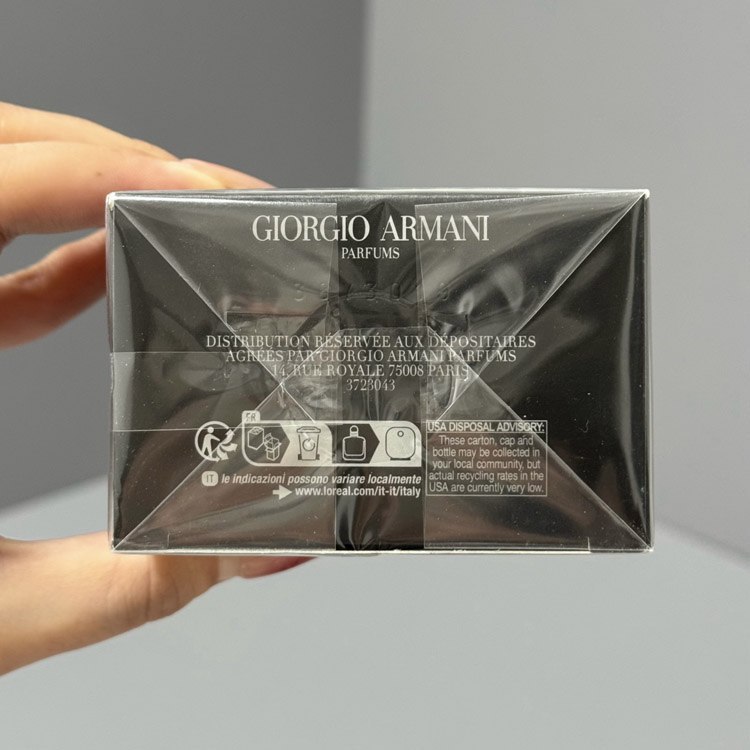 GIORGIO ARMANI
PARFUMS
DISTRIBUTION RÉSERVÉE AUX DÉPOSITAIRES
AGRÉÉS PAR GIORGIO ARMANI PARFUMS
14, RUE ROYALE 75008 PARIS
3723043
FR
IT le indicazioni possono variare localmente
www.loreal.com/it-it/italy
USA DISPOSAL ADVISORY:
These carton, cap and
bottle may be collected in
your local community, but
actual recycling rates in the
USA are currently very low.